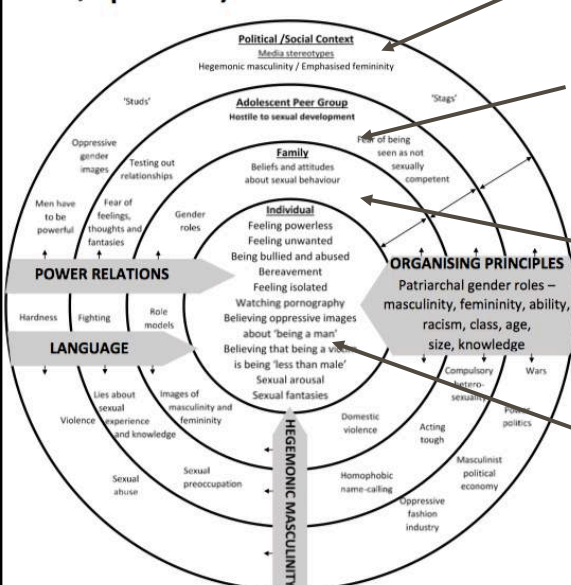 Political /Social Context
Media stereotypes
Hegemonic masculinity / Emphasised femininity
'Studs'
'Stags'
Adolescent Peer Group
Hostile to sexual development
Oppressive
gender
images
Testing out
relationships
Fear of being
seen as not
sexually
competent
Family
Beliefs and attitudes
about sexual behaviour
Men have
to be
powerful
Fear of
feelings,
thoughts and
fantasies
Gender
roles
Individual
Feeling powerless
Feeling unwanted
Being bullied and abused
Bereavement
Feeling isolated
Watching pornography
Believing oppressive images
about 'being a man'
Believing that being a victim
is being 'less than male'
Sexual arousal
Sexual fantasies
POWER RELATIONS
ORGANISING PRINCIPLES
Patriarchal gender roles –
masculinity, femininity, ability,
racism, class, age,
size, knowledge
Hardness
Fighting
Role
models
LANGUAGE
Compulsory
hetero-
sexuality
Wars
Power
politics
Violence
Lies about
sexual
experience
and knowledge
Images of
masculinity and
femininity
Domestic
violence
Acting
tough
Masculinist
political
economy
Sexual
abuse
Sexual
preoccupation
HEGEMONIC MASCULINITY
Homophobic
name-calling
Oppressive
fashion
industry